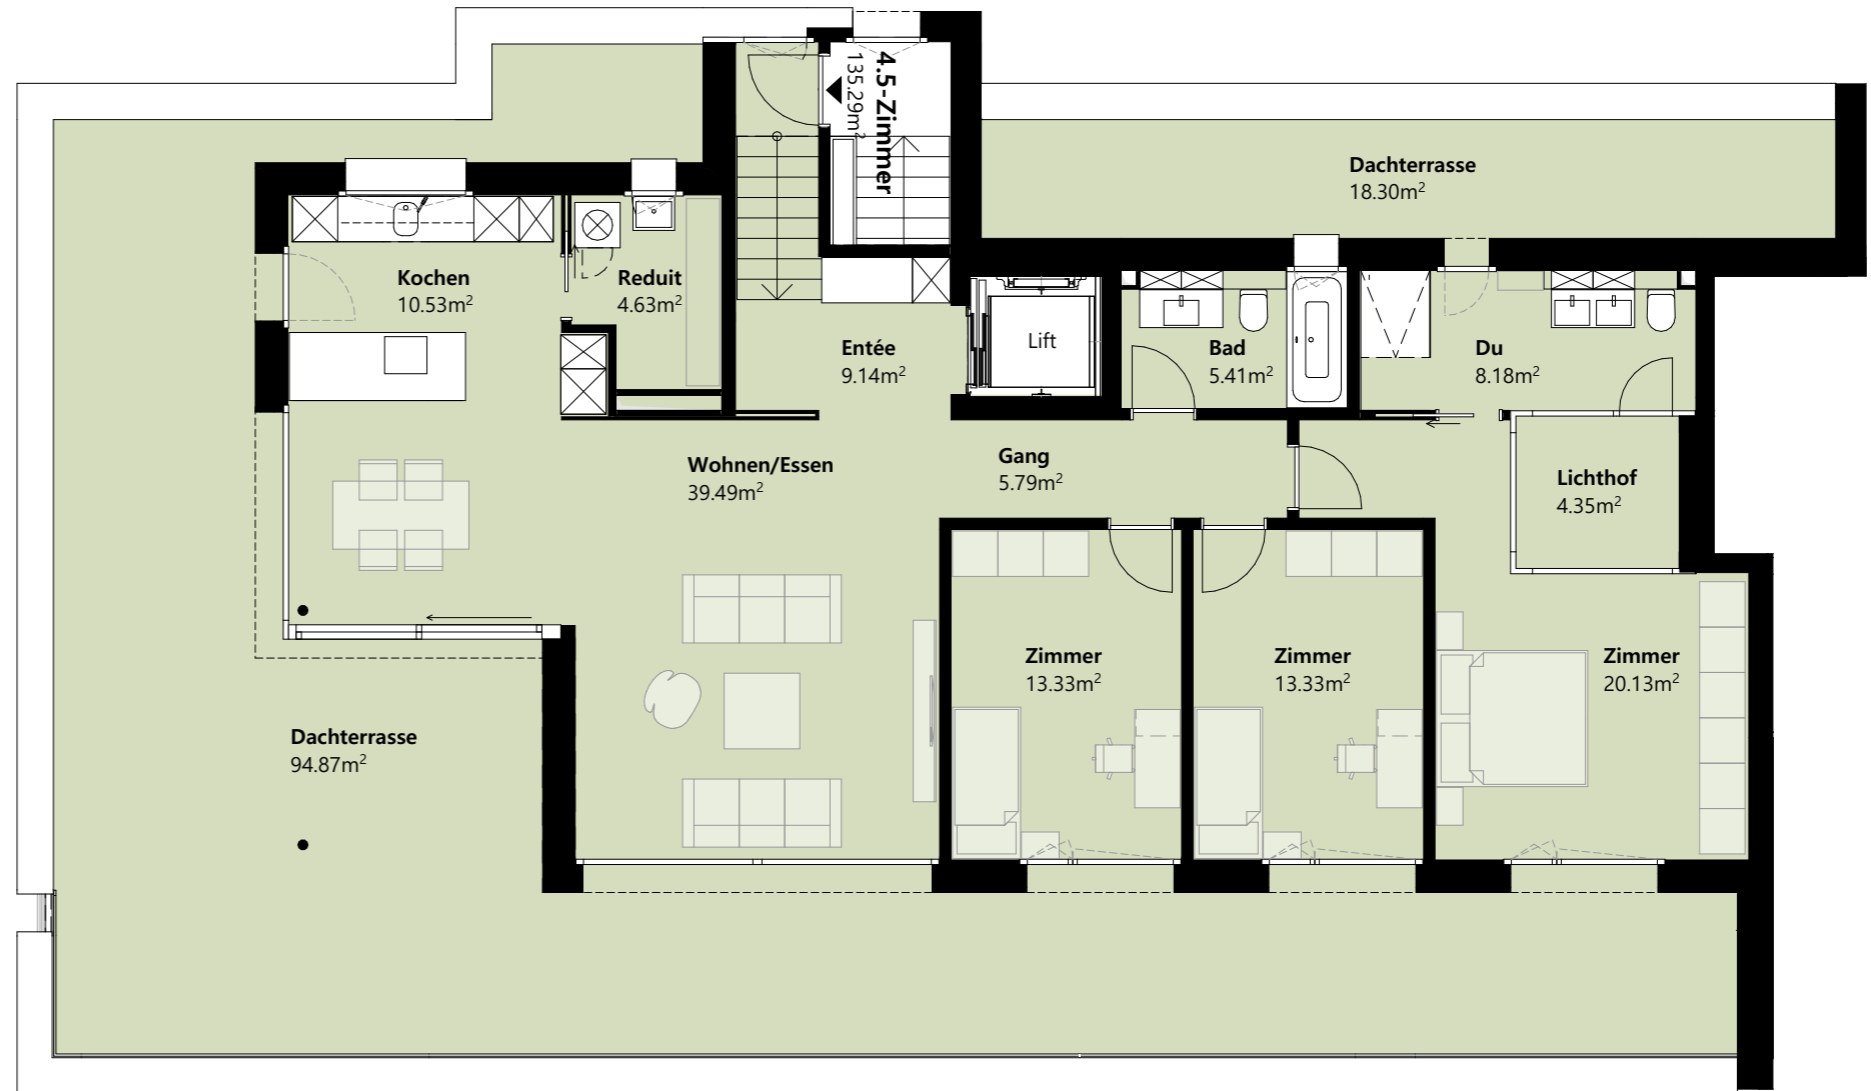 4.5-Zimmer
135.29m²
Dachterrasse
18.30m²
Kochen
10.53m²
Reduit
4.63m²
Entée
9.14m²
Lift
Bad
5.41m²
Du
8.18m²
Wohnen/Essen
39.49m²
Gang
5.79m²
Lichthof
4.35m²
Zimmer
13.33m²
Zimmer
13.33m²
Zimmer
20.13m²
Dachterrasse
94.87m²